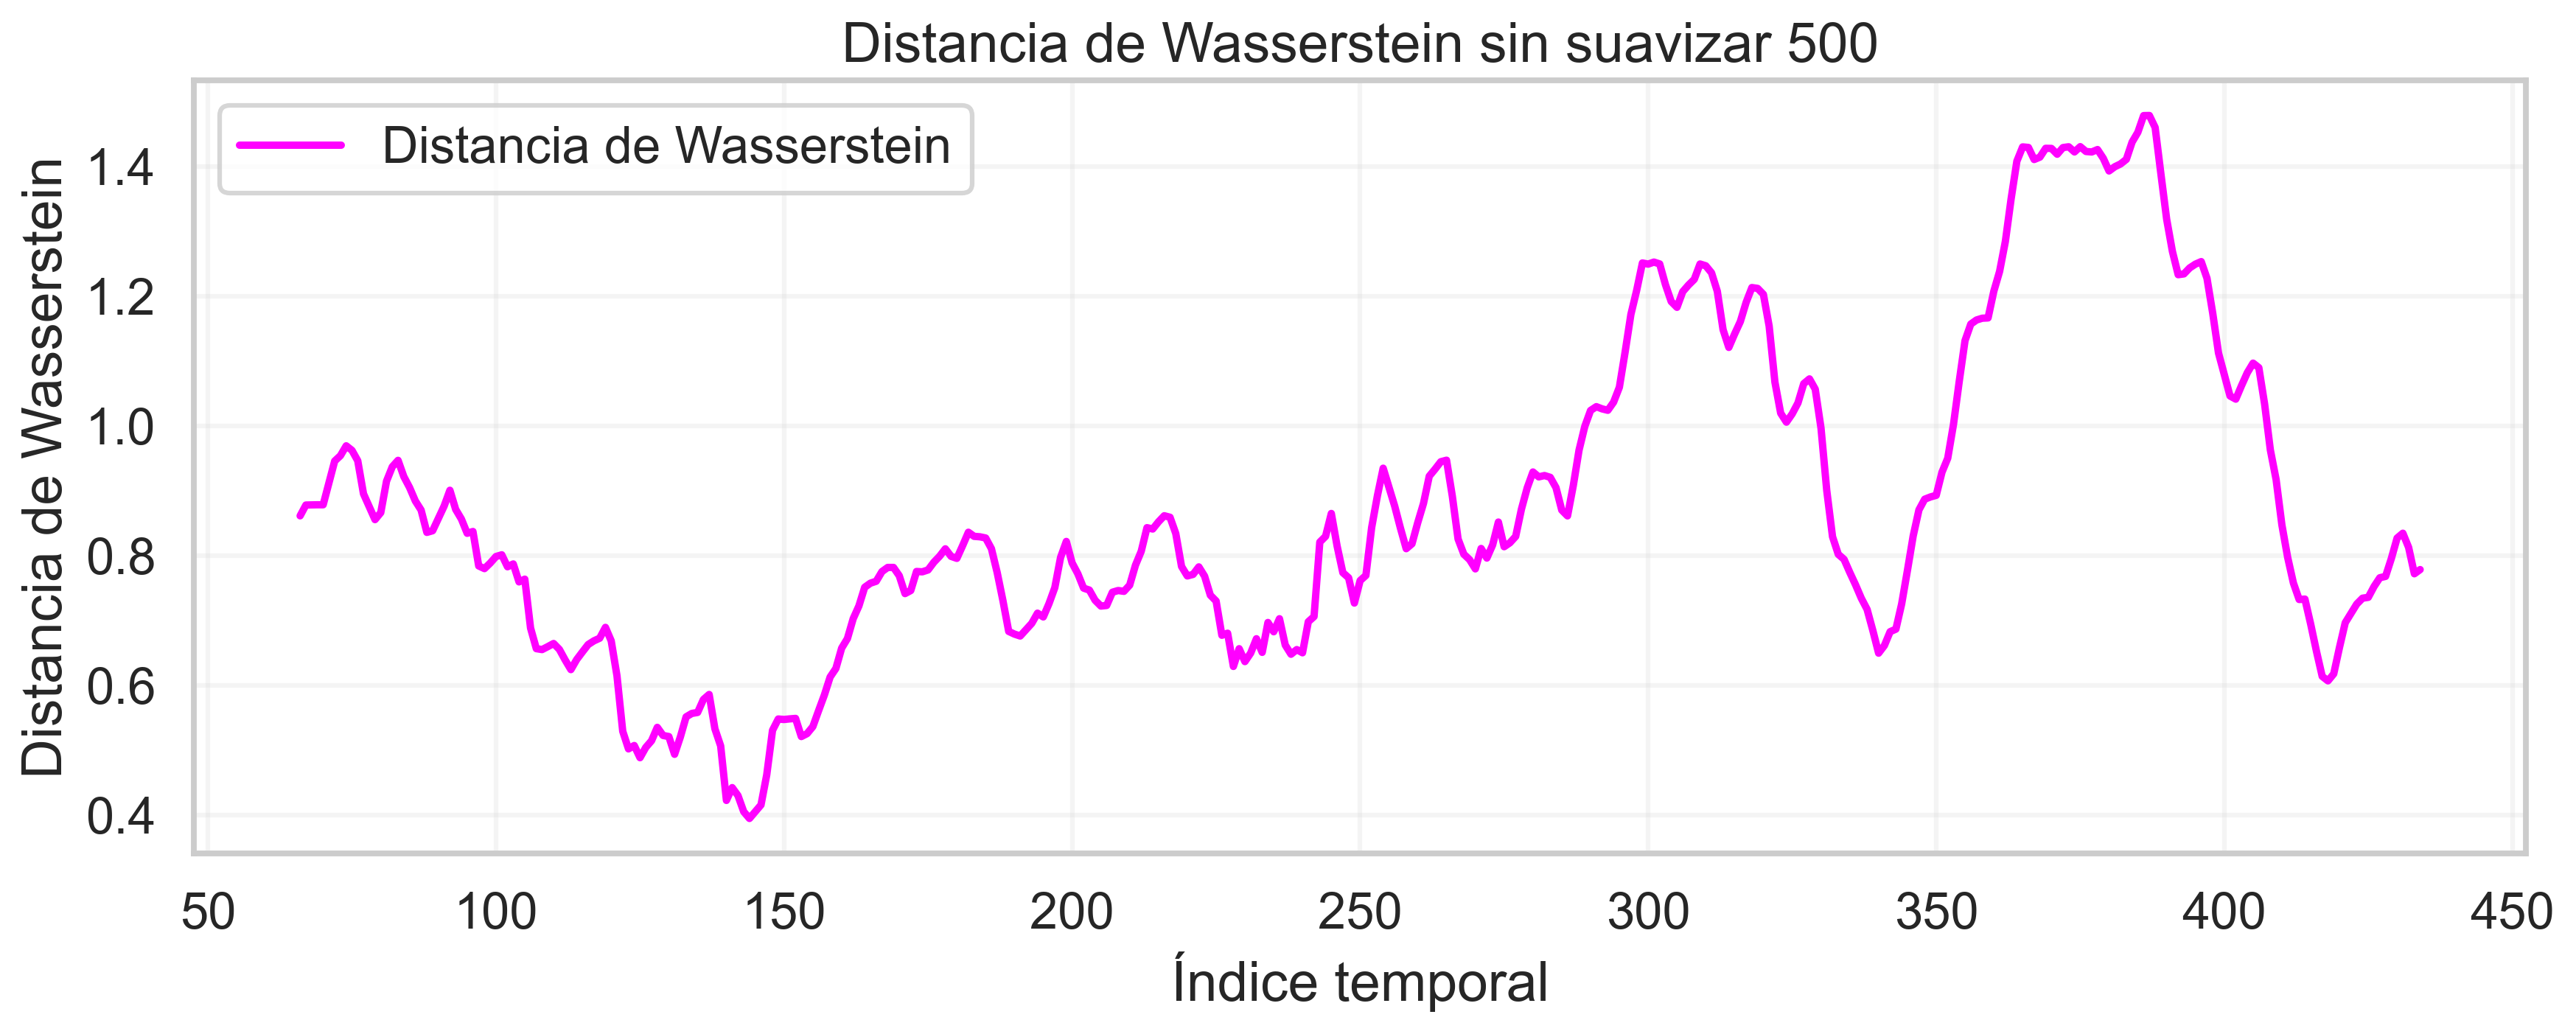 Distancia de Wasserstein sin suavizar 500
Distancia de Wasserstein
Distancia de Wasserstein
1.4
1.2
1.0
0.8
0.6
0.4
50 100 150 200 250 300 350 400 450
Índice temporal